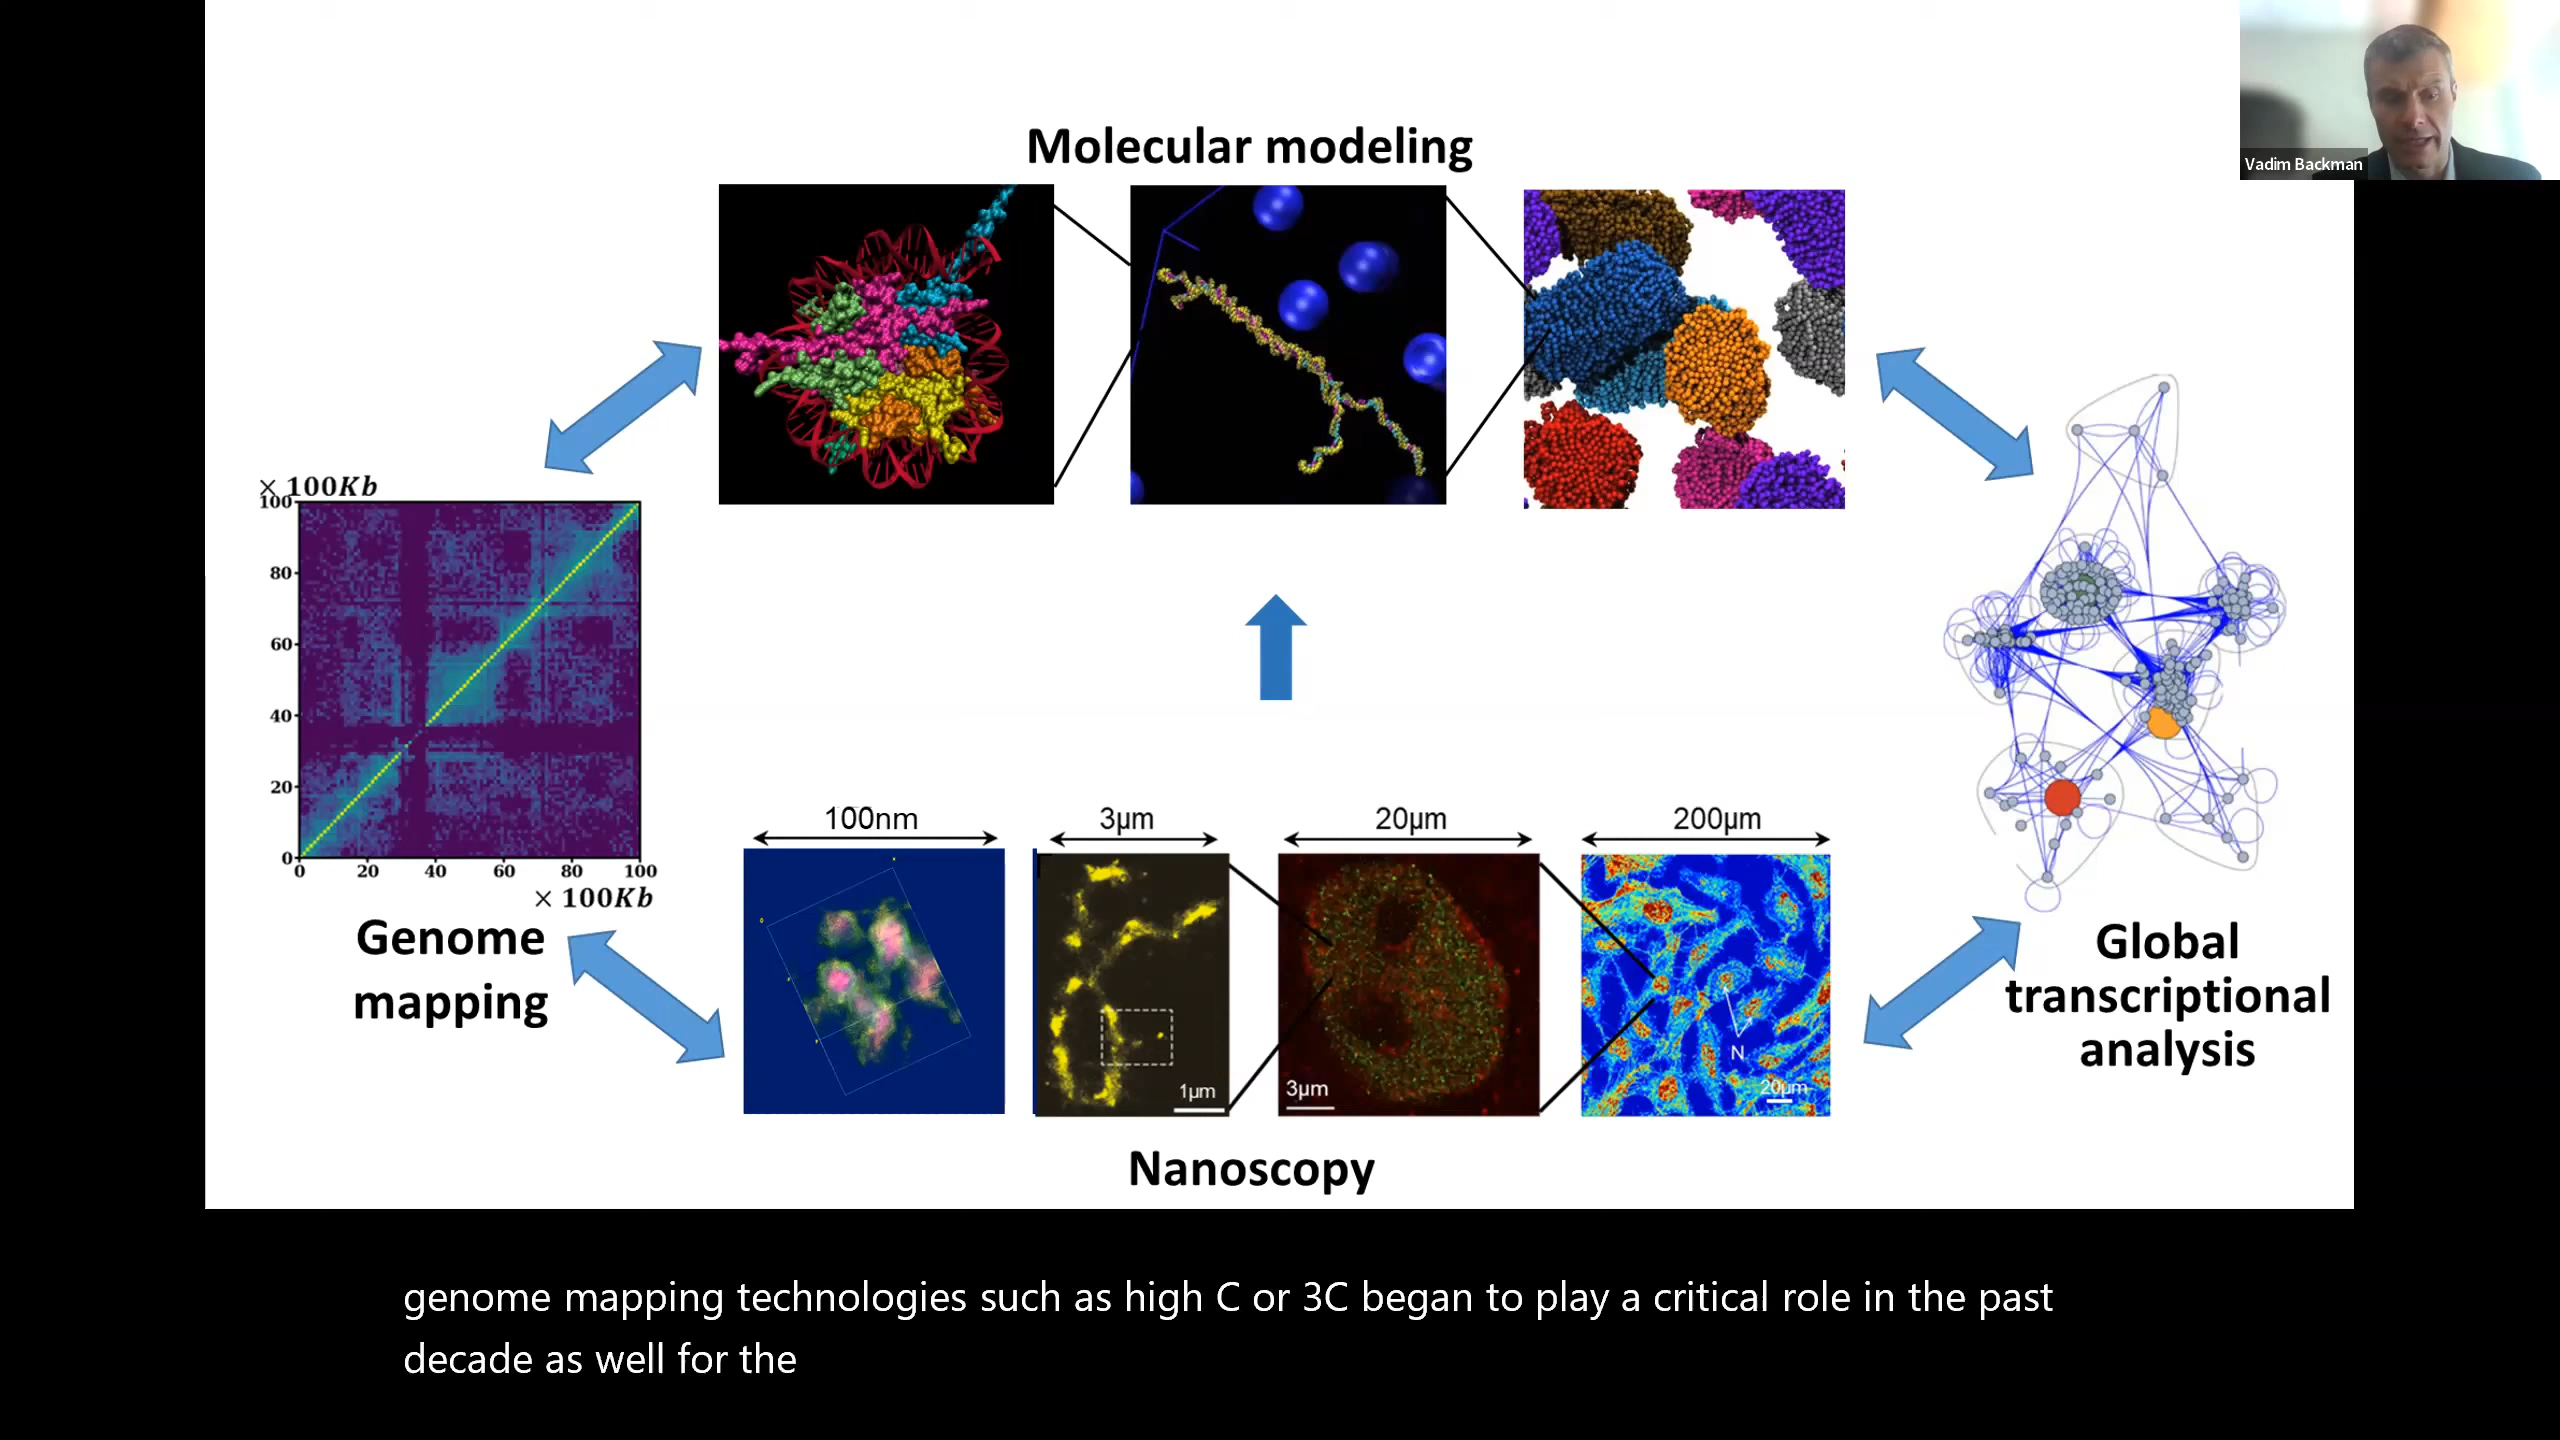 Vadim Backman
Molecular modeling
× 100Kb
100
80
60
40
20
0
0 20 40 60 80 100
× 100Kb
Genome
mapping
100nm
3µm
20µm
200µm
1µm
3µm
N
20µm
Nanoscopy
Global
transcriptional
analysis
genome mapping technologies such as high C or 3C began to play a critical role in the past
decade as well for the